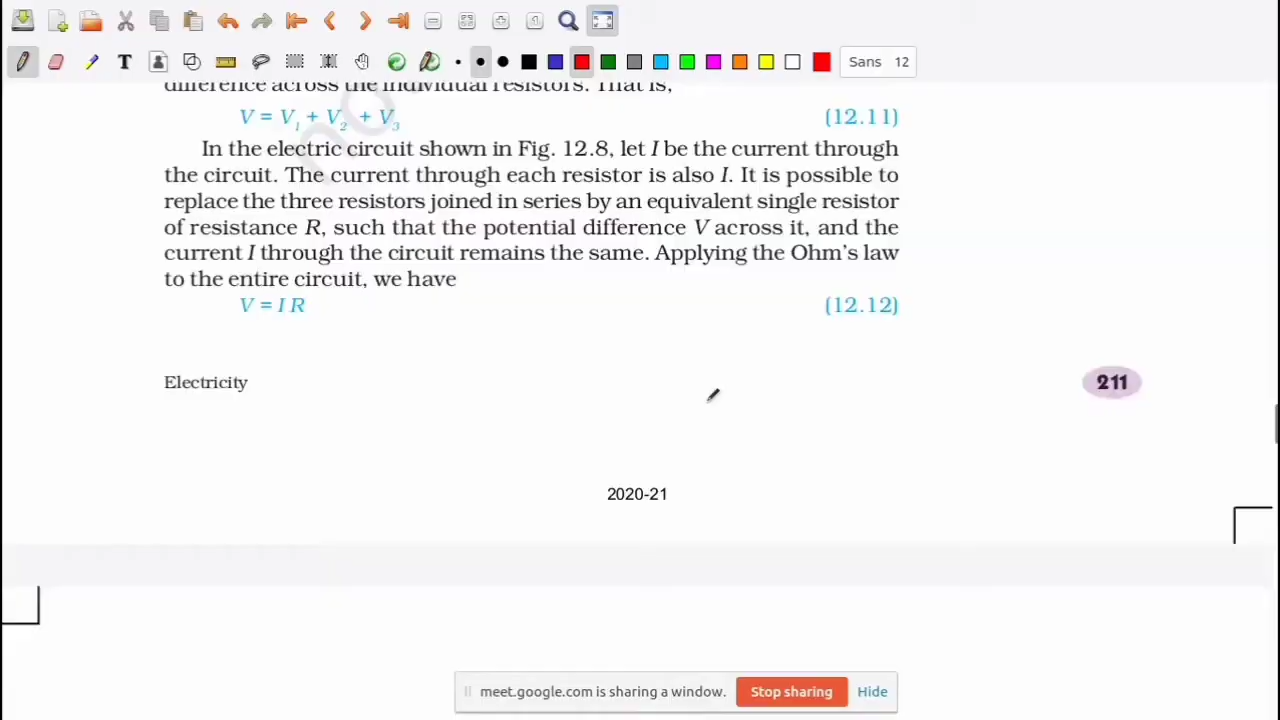 Sans 12
difference across the individual resistors. That is,
V = V1 + V2 + V3 (12.11)
In the electric circuit shown in Fig. 12.8, let I be the current through
the circuit. The current through each resistor is also I. It is possible to
replace the three resistors joined in series by an equivalent single resistor
of resistance R, such that the potential difference V across it, and the
current I through the circuit remains the same. Applying the Ohm's law
to the entire circuit, we have
V = I R (12.12)
Electricity 211
2020-21
meet.google.com is sharing a window. Stop sharing Hide